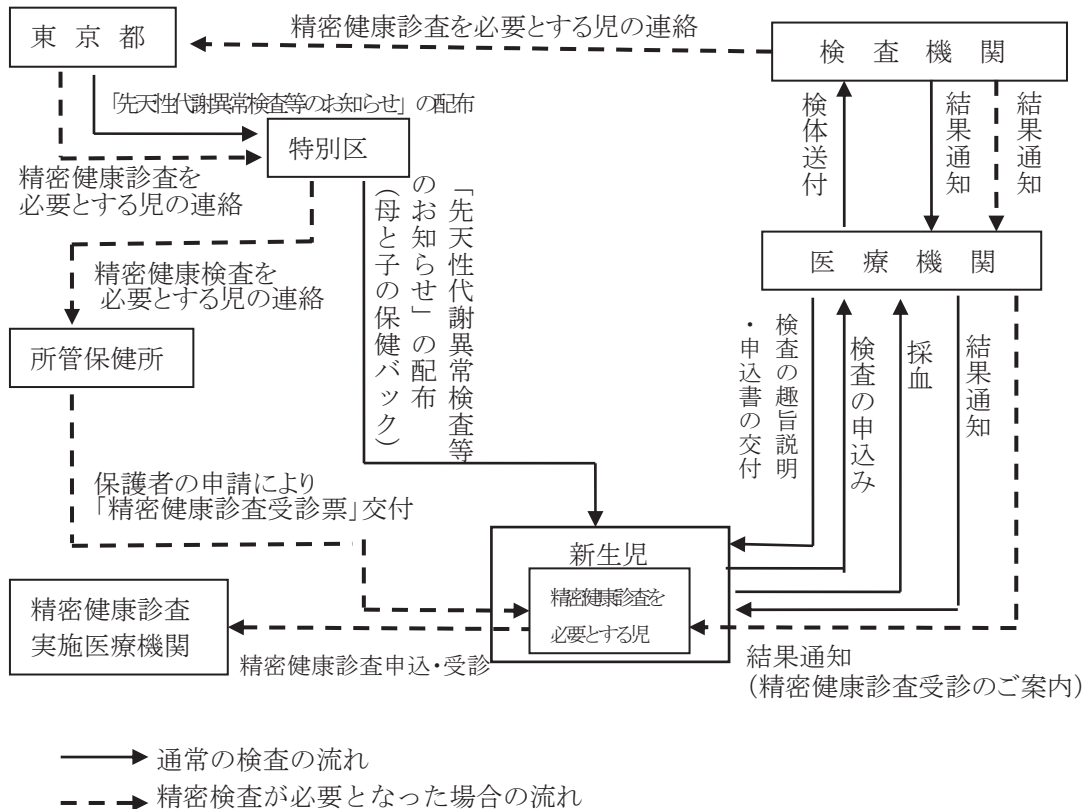 東京都
精密健康診査を必要とする児の連絡
検査機関
「先天性代謝異常検査等のお知らせ」の配布
特別区
精密健康診査を
必要とする児の連絡
検体送付
結果通知
結果通知
医療機関
精密健康検査を
必要とする児の連絡
所管保健所
「先天性代謝異常検査等
のお知らせ」の配布
(母と子の保健バック)
検査の趣旨説明
・申込書の交付
検査の申込み
採血
結果通知
保護者の申請により
「精密健康診査受診票」交付
新生児
精密健康診査を
必要とする児
精密健康診査
実施医療機関
精密健康診査申込・受診
結果通知
(精密健康診査受診のご案内)
通常の検査の流れ
精密検査が必要となった場合の流れ